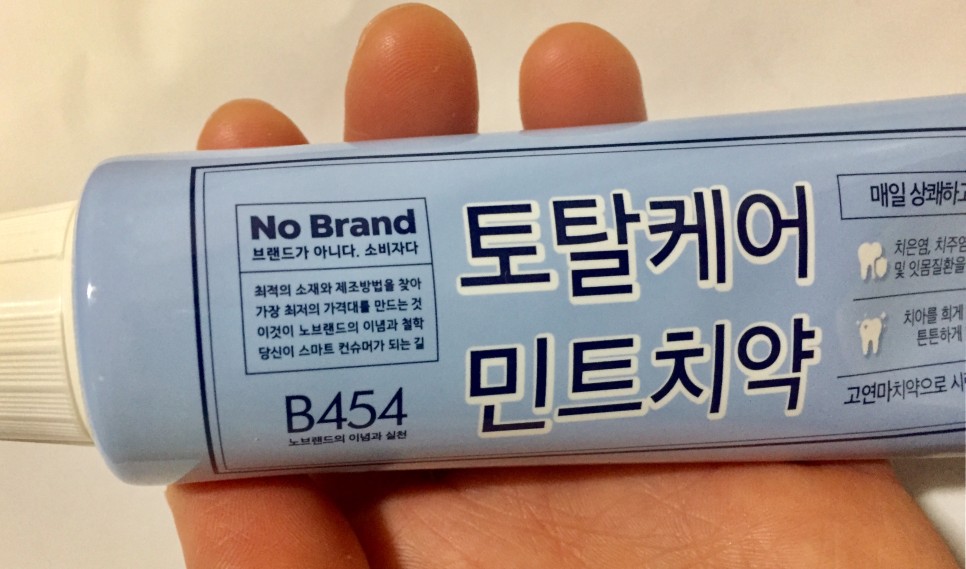 No Brand
브랜드가 아니다. 소비자다
최적의 소재와 제조방법을 찾아
가장 최저의 가격대를 만드는 것
이것이 노브랜드의 이념과 철학
당신이 스마트 컨슈머가 되는 길
B454
노브랜드의 이념과 실천
토탈케어
민트치약
매일 상쾌하고
치은염, 치주염
및 잇몸질환을
치아를 희게
튼튼하게
고연마치약으로